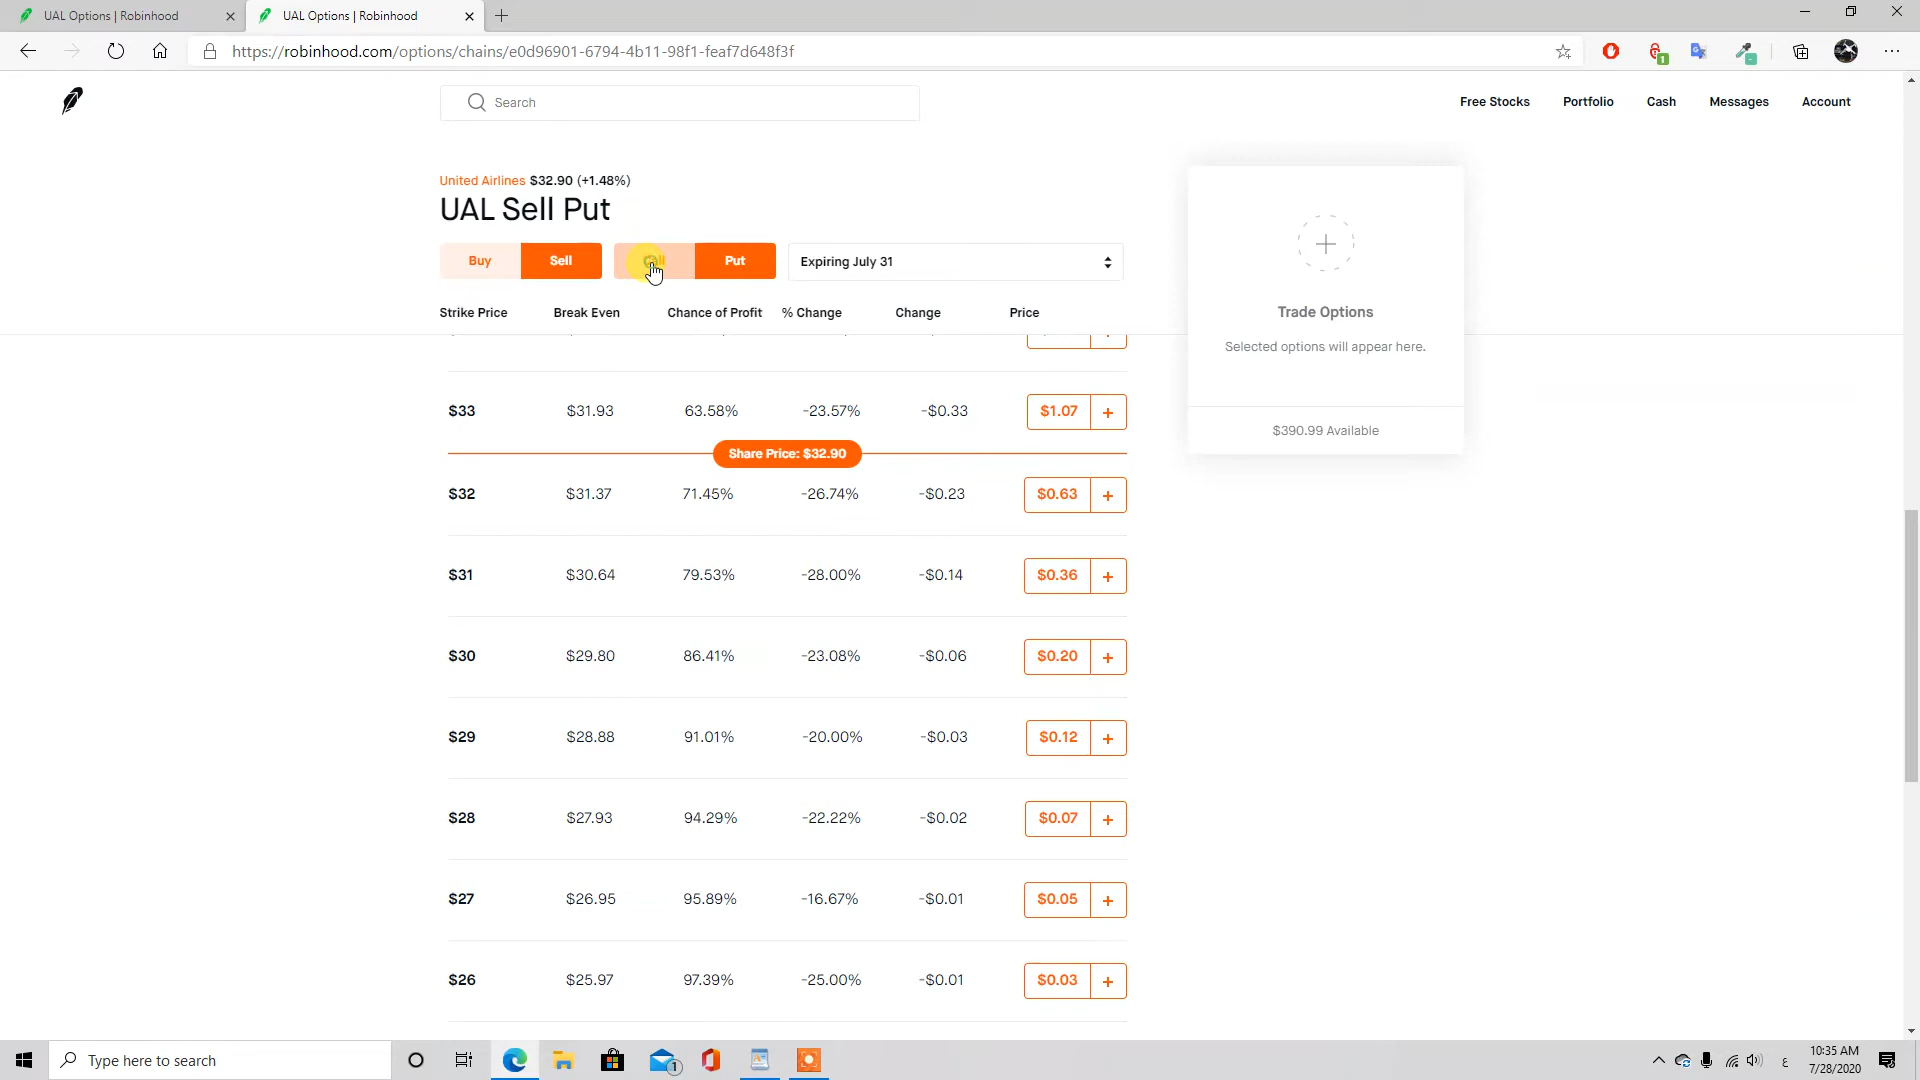 UAL Options | Robinhood
UAL Options | Robinhood
https://robinhood.com/options/chains/e0d96901-6794-4b11-98f1-feaf7d648f3f
1
Search
Free Stocks Portfolio Cash Messages Account
United Airlines $32.90 (+1.48%)
UAL Sell Put
Buy Sell Call Put Expiring July 31
Strike Price Break Even Chance of Profit % Change Change Price
$33 $31.93 63.58% -23.57% -$0.33 $1.07 +
Share Price: $32.90
$32 $31.37 71.45% -26.74% -$0.23 $0.63 +
$31 $30.64 79.53% -28.00% -$0.14 $0.36 +
$30 $29.80 86.41% -23.08% -$0.06 $0.20 +
$29 $28.88 91.01% -20.00% -$0.03 $0.12 +
$28 $27.93 94.29% -22.22% -$0.02 $0.07 +
$27 $26.95 95.89% -16.67% -$0.01 $0.05 +
$26 $25.97 97.39% -25.00% -$0.01 $0.03 +
Trade Options
Selected options will appear here.
$390.99 Available
Type here to search
1
ع
10:35 AM
7/28/2020